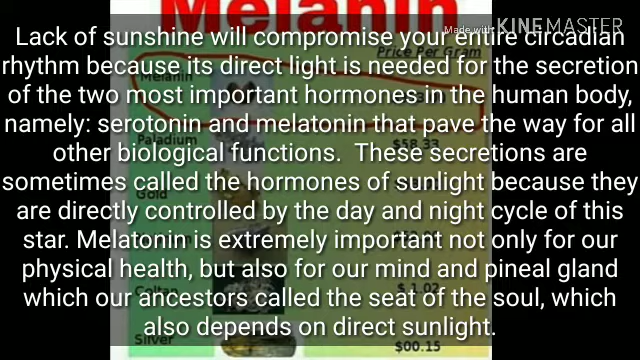 Melanin
Made with KINEMASTER
Lack of sunshine will compromise your entire circadian
Price Per Gram
rhythm because its direct light is needed for the secretion
Melanin
of the two most important hormones in the human body,
namely: serotonin and melatonin that pave the way for all
Paladium $58.33
other biological functions. These secretions are
sometimes called the hormones of sunlight because they
Gold
are directly controlled by the day and night cycle of this
star. Melatonin is extremely important not only for our
physical health, but also for our mind and pineal gland
Coltan $ 1.02
which our ancestors called the seat of the soul, which
also depends on direct sunlight.
Silver $00.15